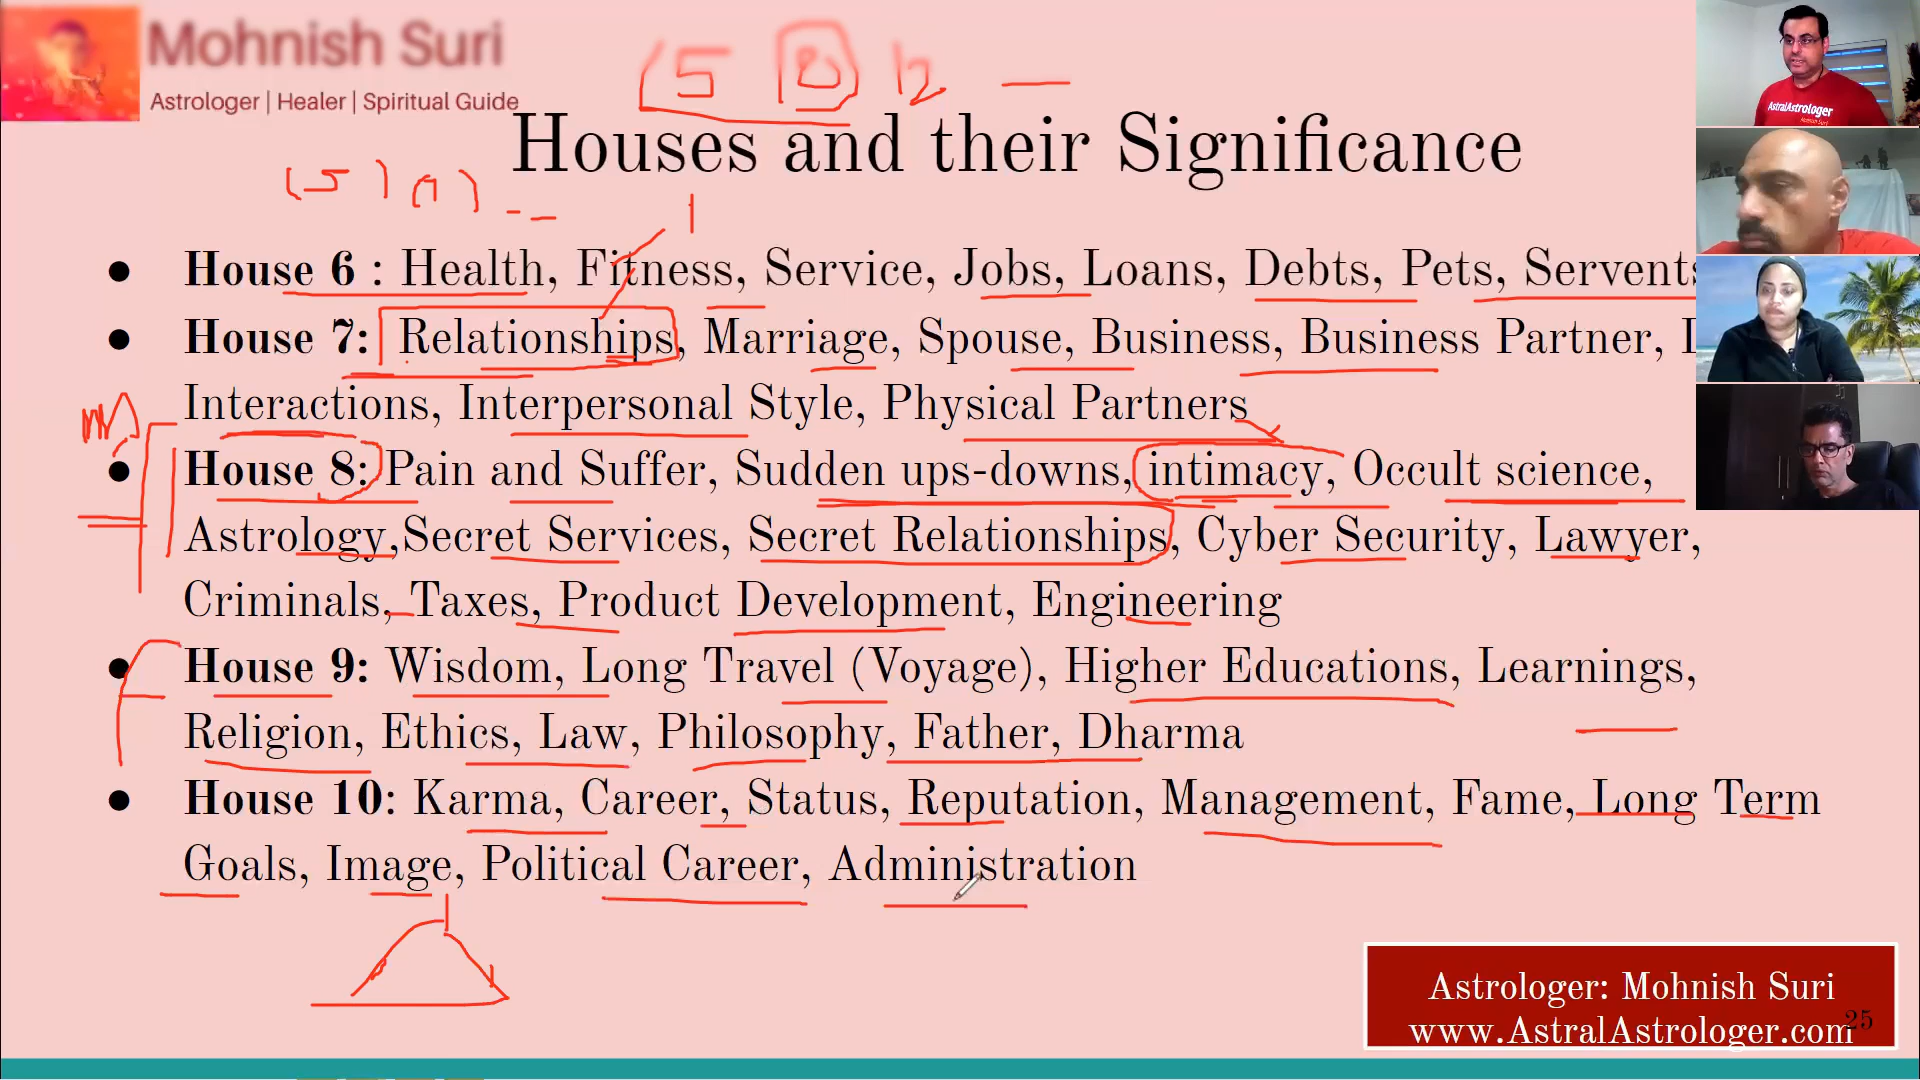 Mohnish Suri
Astrologer | Healer | Spiritual Guide
5 8 12
Houses and their Significance
AstralAstrologer
Mohnish Suri
● House 6 : Health, Fitness, Service, Jobs, Loans, Debts, Pets, Servents
● House 7: Relationships, Marriage, Spouse, Business, Business Partner,
Interactions, Interpersonal Style, Physical Partners
● House 8: Pain and Suffer, Sudden ups-downs, intimacy, Occult science,
Astrology,Secret Services, Secret Relationships, Cyber Security, Lawyer,
Criminals, Taxes, Product Development, Engineering
● House 9: Wisdom, Long Travel (Voyage), Higher Educations, Learnings,
Religion, Ethics, Law, Philosophy, Father, Dharma
● House 10: Karma, Career, Status, Reputation, Management, Fame, Long Term
Goals, Image, Political Career, Administration
Astrologer: Mohnish Suri
www.AstralAstrologer.com
25